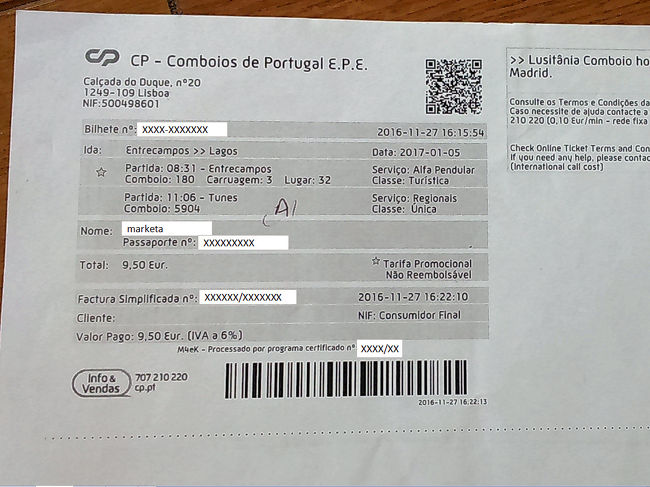 CP - Comboios de Portugal E.P.E.
Calçada do Duque, nº20
1249-109 Lisboa
NIF:500498601
Bilhete nº: XXXX-XXXXXXX 2016-11-27 16:15:54
Ida: Entrecampos >> Lagos Data: 2017-01-05
Partida: 08:31 - Entrecampos Serviço: Alfa Pendular
Comboio: 180 Carruagem: 3 Lugar: 32 Classe: Turística
Partida: 11:06 - Tunes Serviço: Regionais
Comboio: 5904 Classe: Única
A1
Nome: marketa
Passaporte nº: XXXXXXXXX
Total: 9,50 Eur. Tarifa Promocional
Não Reembolsável
Factura Simplificada nº: XXXXXX/XXXXXXX 2016-11-27 16:22:10
Cliente: NIF: Consumidor Final
Valor Pago: 9,50 Eur. (IVA a 6%)
M4eK - Processado por programa certificado nº XXXX/XX
Info & Vendas
707 210 220
cp.pt
2016-11-27 16:22:13
>> Lusitânia Comboio ho
Madrid.
Consulte os Termos e Condições da
Caso necessite de ajuda contacte a
210 220 (0,10 Eur/min - rede fixa
Check Online Ticket Terms and Con
If you need any help, please contac
(International call cost)